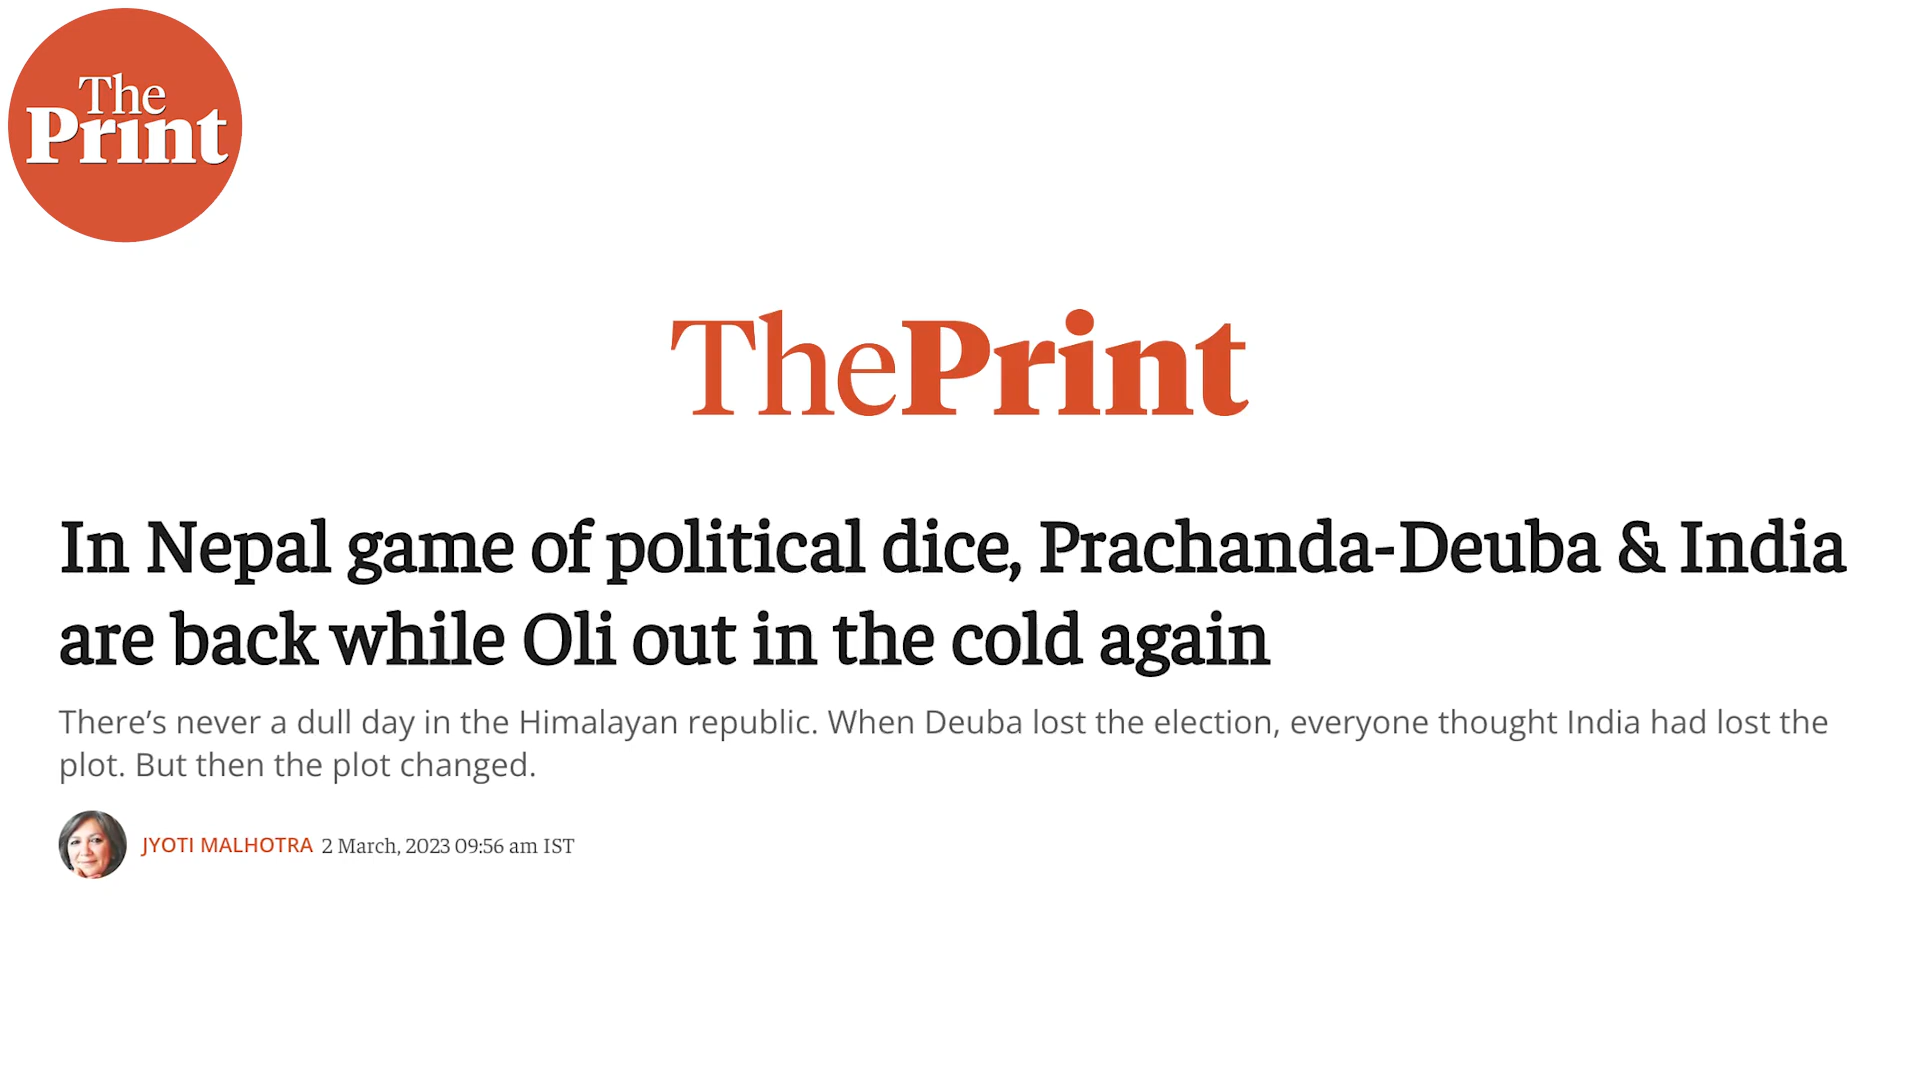 The
Print
ThePrint
In Nepal game of political dice, Prachanda-Deuba & India
are back while Oli out in the cold again
There’s never a dull day in the Himalayan republic. When Deuba lost the election, everyone thought India had lost the
plot. But then the plot changed.
JYOTI MALHOTRA 2 March, 2023 09:56 am IST